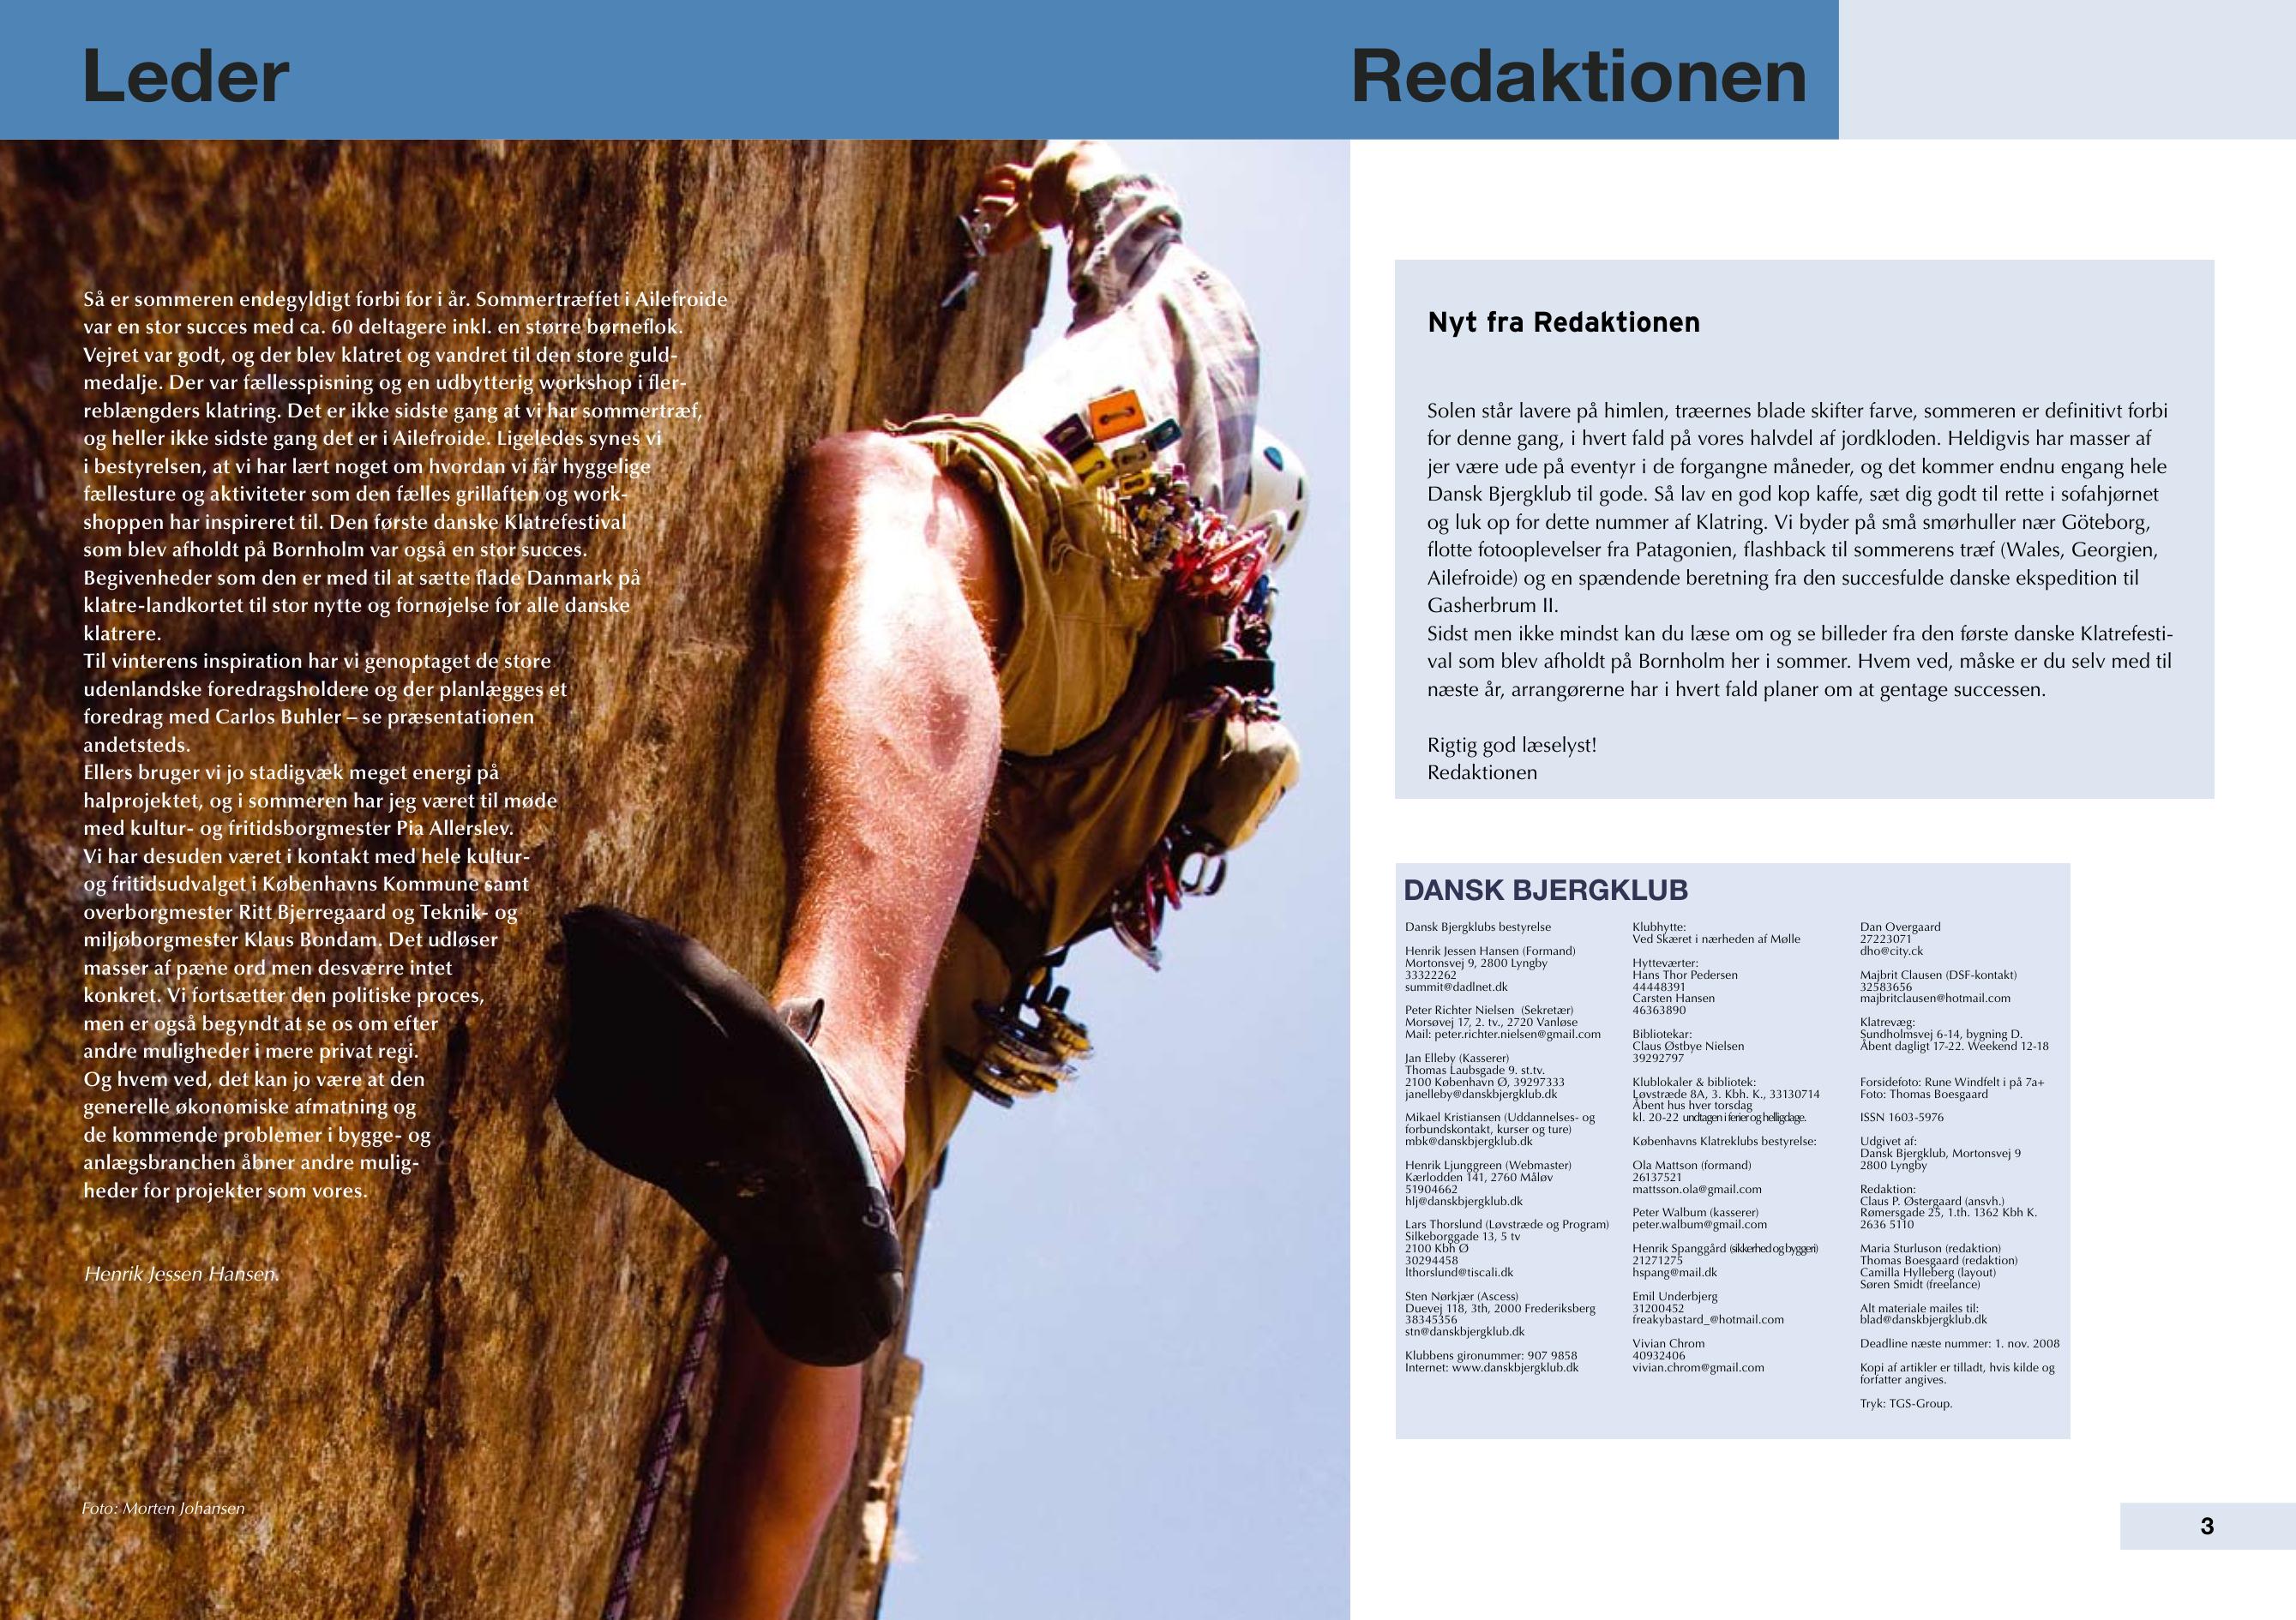 Leder
Så er sommeren endegyldigt forbi for i år. Sommertræffet i Ailefroide
var en stor succes med ca. 60 deltagere inkl. en større børneflok.
Vejret var godt, og der blev klatret og vandret til den store guld-
medalje. Der var fællesspisning og en udbytterig workshop i fler-
reblængders klatring. Det er ikke sidste gang at vi har sommertræf,
og heller ikke sidste gang det er i Ailefroide. Ligeledes synes vi
i bestyrelsen, at vi har lært noget om hvordan vi får hyggelige
fællesture og aktiviteter som den fælles grillaften og work-
shoppen har inspireret til. Den første danske Klatrefestival
som blev afholdt på Bornholm var også en stor succes.
Begivenheder som den er med til at sætte flade Danmark på
klatre-landkortet til stor nytte og fornøjelse for alle danske
klatrere.
Til vinterens inspiration har vi genoptaget de store
udenlandske foredragsholdere og der planlægges et
foredrag med Carlos Buhler – se præsentationen
andetsteds.
Ellers bruger vi jo stadigvæk meget energi på
halprojektet, og i sommeren har jeg været til møde
med kultur- og fritidsborgmester Pia Allerslev.
Vi har desuden været i kontakt med hele kultur-
og fritidsudvalget i Københavns Kommune samt
overborgmester Ritt Bjerregaard og Teknik- og
miljøborgmester Klaus Bondam. Det udløser
masser af pæne ord men desværre intet
konkret. Vi fortsætter den politiske proces,
men er også begyndt at se os om efter
andre muligheder i mere privat regi.
Og hvem ved, det kan jo være at den
generelle økonomiske afmatning og
de kommende problemer i bygge- og
anlægsbranchen åbner andre mulig-
heder for projekter som vores.
Henrik Jessen Hansen.
Foto: Morten Johansen
Redaktionen
Nyt fra Redaktionen
Solen står lavere på himlen, træernes blade skifter farve, sommeren er definitivt forbi
for denne gang, i hvert fald på vores halvdel af jordkloden. Heldigvis har masser af
jer være ude på eventyr i de forgangne måneder, og det kommer endnu engang hele
Dansk Bjergklub til gode. Så lav en god kop kaffe, sæt dig godt til rette i sofahjørnet
og luk op for dette nummer af Klatring. Vi byder på små smørhuller nær Göteborg,
flotte fotooplevelser fra Patagonien, flashback til sommerens træf (Wales, Georgien,
Ailefroide) og en spændende beretning fra den succesfulde danske ekspedition til
Gasherbrum II.
Sidst men ikke mindst kan du læse om og se billeder fra den første danske Klatrefesti-
val som blev afholdt på Bornholm her i sommer. Hvem ved, måske er du selv med til
næste år, arrangørerne har i hvert fald planer om at gentage successen.
Rigtig god læselyst!
Redaktionen
DANSK BJERGKLUB
Dansk Bjergklubs bestyrelse
Henrik Jessen Hansen (Formand)
Mortonsvej 9, 2800 Lyngby
33322262
summit@dadlnet.dk
Peter Richter Nielsen (Sekretær)
Morsøvej 17, 2. tv., 2720 Vanløse
Mail: peter.richter.nielsen@gmail.com
Jan Elleby (Kasserer)
Thomas Laubsgade 9. st.tv.
2100 København Ø, 39297333
janelleby@danskbjergklub.dk
Mikael Kristiansen (Uddannelses- og
forbundskontakt, kurser og ture)
mbk@danskbjergklub.dk
Henrik Ljunggreen (Webmaster)
Kærlodden 141, 2760 Måløv
51904662
hlj@danskbjergklub.dk
Lars Thorslund (Løvstræde og Program)
Silkeborggade 13, 5 tv
2100 Kbh Ø
30294458
lthorslund@tiscali.dk
Sten Nørkjær (Ascess)
Duevej 118, 3th, 2000 Frederiksberg
38345356
stn@danskbjergklub.dk
Klubbens gironummer: 907 9858
Internet: www.danskbjergklub.dk
Klubhytte:
Ved Skæret i nærheden af Mølle
Hytteværter:
Hans Thor Pedersen
44448391
Carsten Hansen
46363890
Bibliotekar:
Claus Østbye Nielsen
39292797
Klublokaler & bibliotek:
Løvstræde 8A, 3. Kbh. K., 33130714
Åbent hus hver torsdag
kl. 20-22 undtagen i ferier og helligdage.
Københavns Klatreklubs bestyrelse:
Ola Mattson (formand)
26137521
mattsson.ola@gmail.com
Peter Walbum (kasserer)
peter.walbum@gmail.com
Henrik Spanggård (sikkerhed og byggeri)
21271275
hspang@mail.dk
Emil Underbjerg
31200452
freakybastard_@hotmail.com
Vivian Chrom
40932406
vivian.chrom@gmail.com
Dan Overgaard
27223071
dho@city.ck
Majbrit Clausen (DSF-kontakt)
32583656
majbritclausen@hotmail.com
Klatrevæg:
Sundholmsvej 6-14, bygning D.
Åbent dagligt 17-22. Weekend 12-18
Forsidefoto: Rune Windfelt i på 7a+
Foto: Thomas Boesgaard
ISSN 1603-5976
Udgivet af:
Dansk Bjergklub, Mortonsvej 9
2800 Lyngby
Redaktion:
Claus P. Østergaard (ansvh.)
Rømersgade 25, 1.th. 1362 Kbh K.
2636 5110
Maria Sturluson (redaktion)
Thomas Boesgaard (redaktion)
Camilla Hylleberg (layout)
Søren Smidt (freelance)
Alt materiale mailes til:
blad@danskbjergklub.dk
Deadline næste nummer: 1. nov. 2008
Kopi af artikler er tilladt, hvis kilde og
forfatter angives.
Tryk: TGS-Group.
3